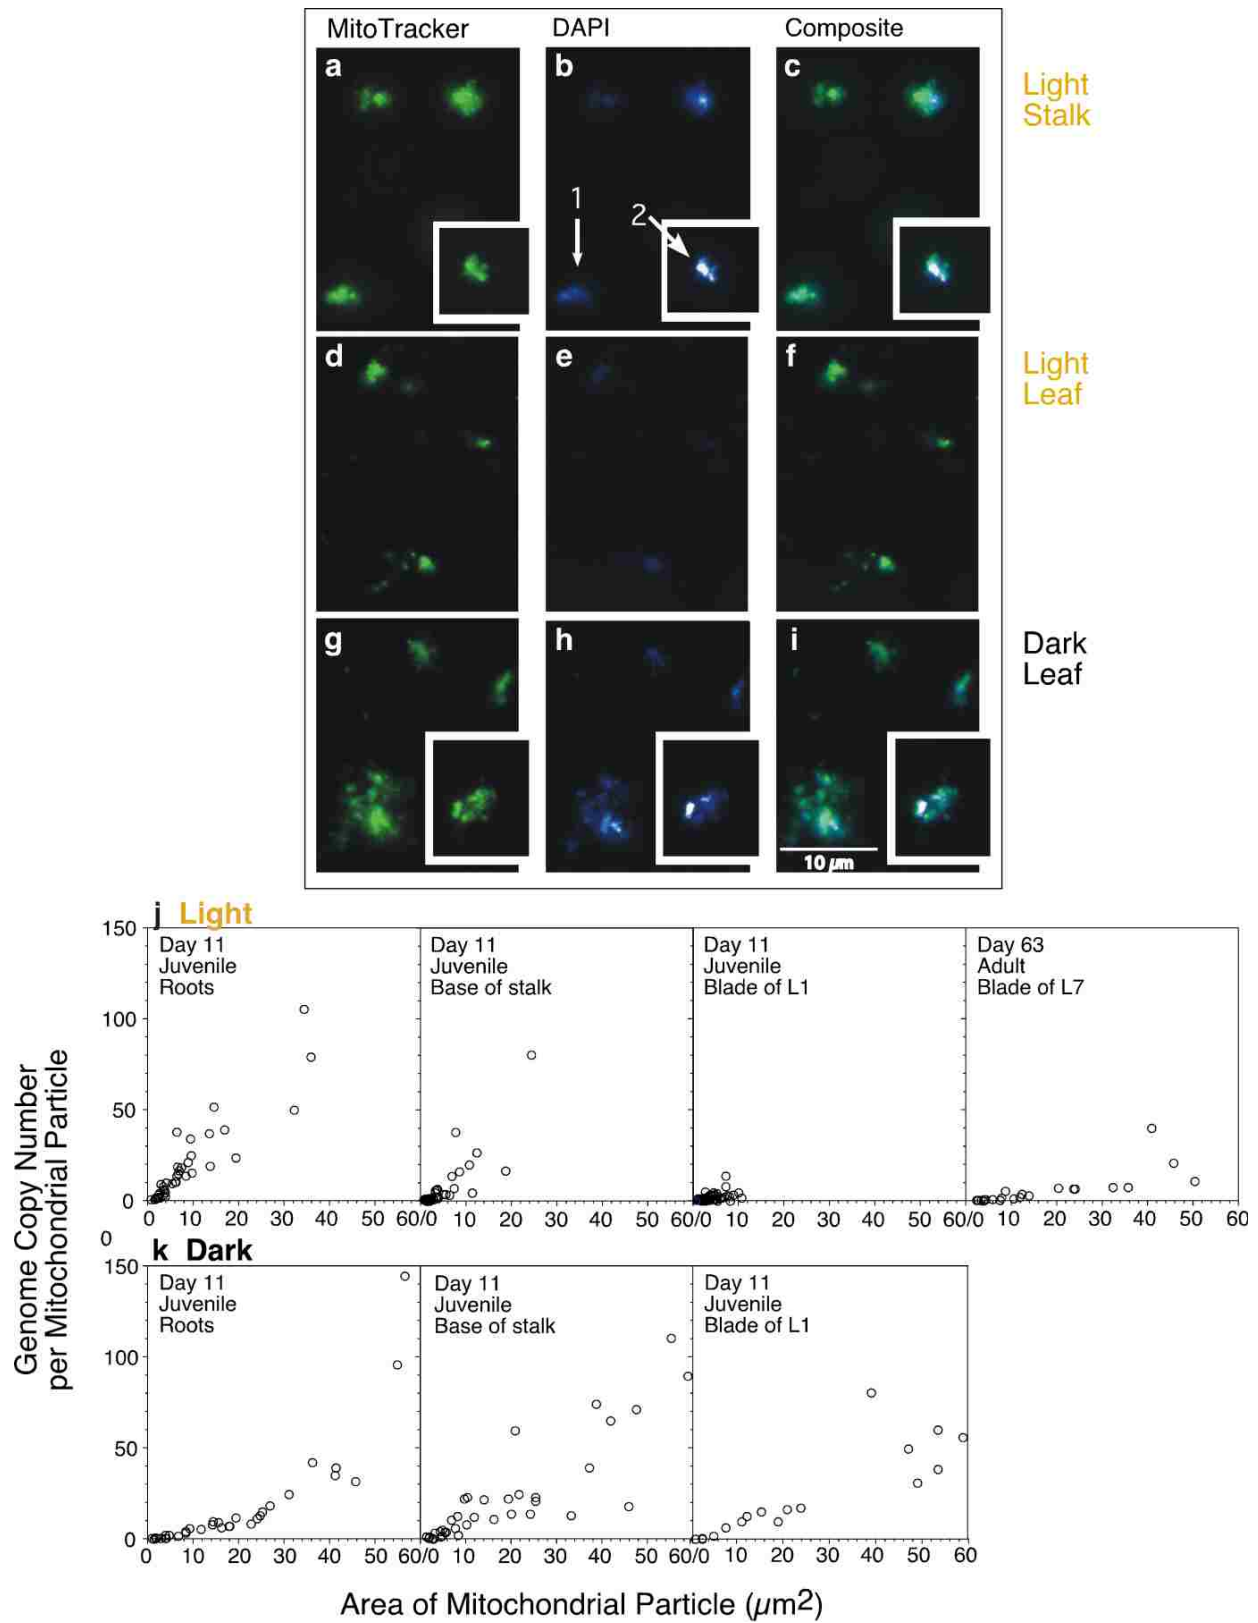 MitoTracker DAPI Composite
a b c
Light
Stalk
1
2
d e f
Light
Leaf
g h i
Dark
Leaf
10 µm
j Light
150
100
50
0
Day 11
Juvenile
Roots
Day 11
Juvenile
Base of stalk
Day 11
Juvenile
Blade of L1
Day 63
Adult
Blade of L7
0 10 20 30 40 50 60/0 10 20 30 40 50 60/0 10 20 30 40 50 60/0 10 20 30 40 50 60
0
k Dark
150
100
50
0
Day 11
Juvenile
Roots
Day 11
Juvenile
Base of stalk
Day 11
Juvenile
Blade of L1
0 10 20 30 40 50 60/0 10 20 30 40 50 60/0 10 20 30 40 50 60
Genome Copy Number
per Mitochondrial Particle
Area of Mitochondrial Particle (µm2)